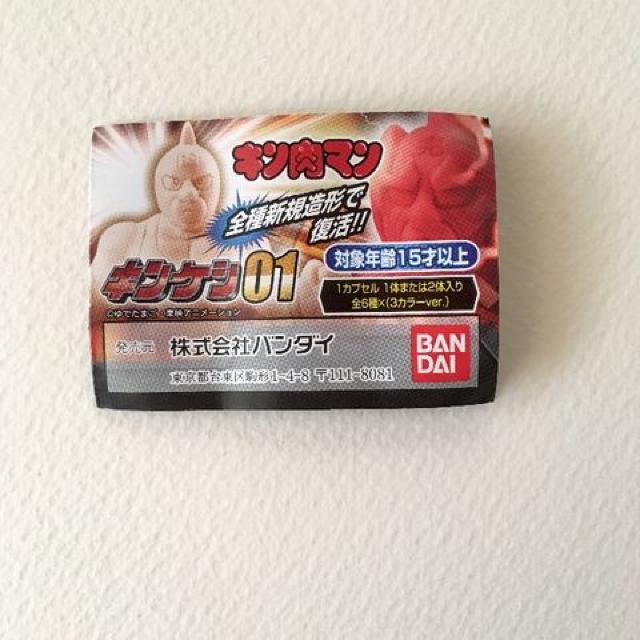 キン肉マン
全種新規造形で
復活!!
キンケシ01
対象年齢15才以上
1カプセル 1体または2体入り
全6種×(3カラーver.)
©ゆでたまご・東映アニメーション
発売元 株式会社バンダイ
東京都台東区駒形1-4-8 〒111-8081
BAN
DAI